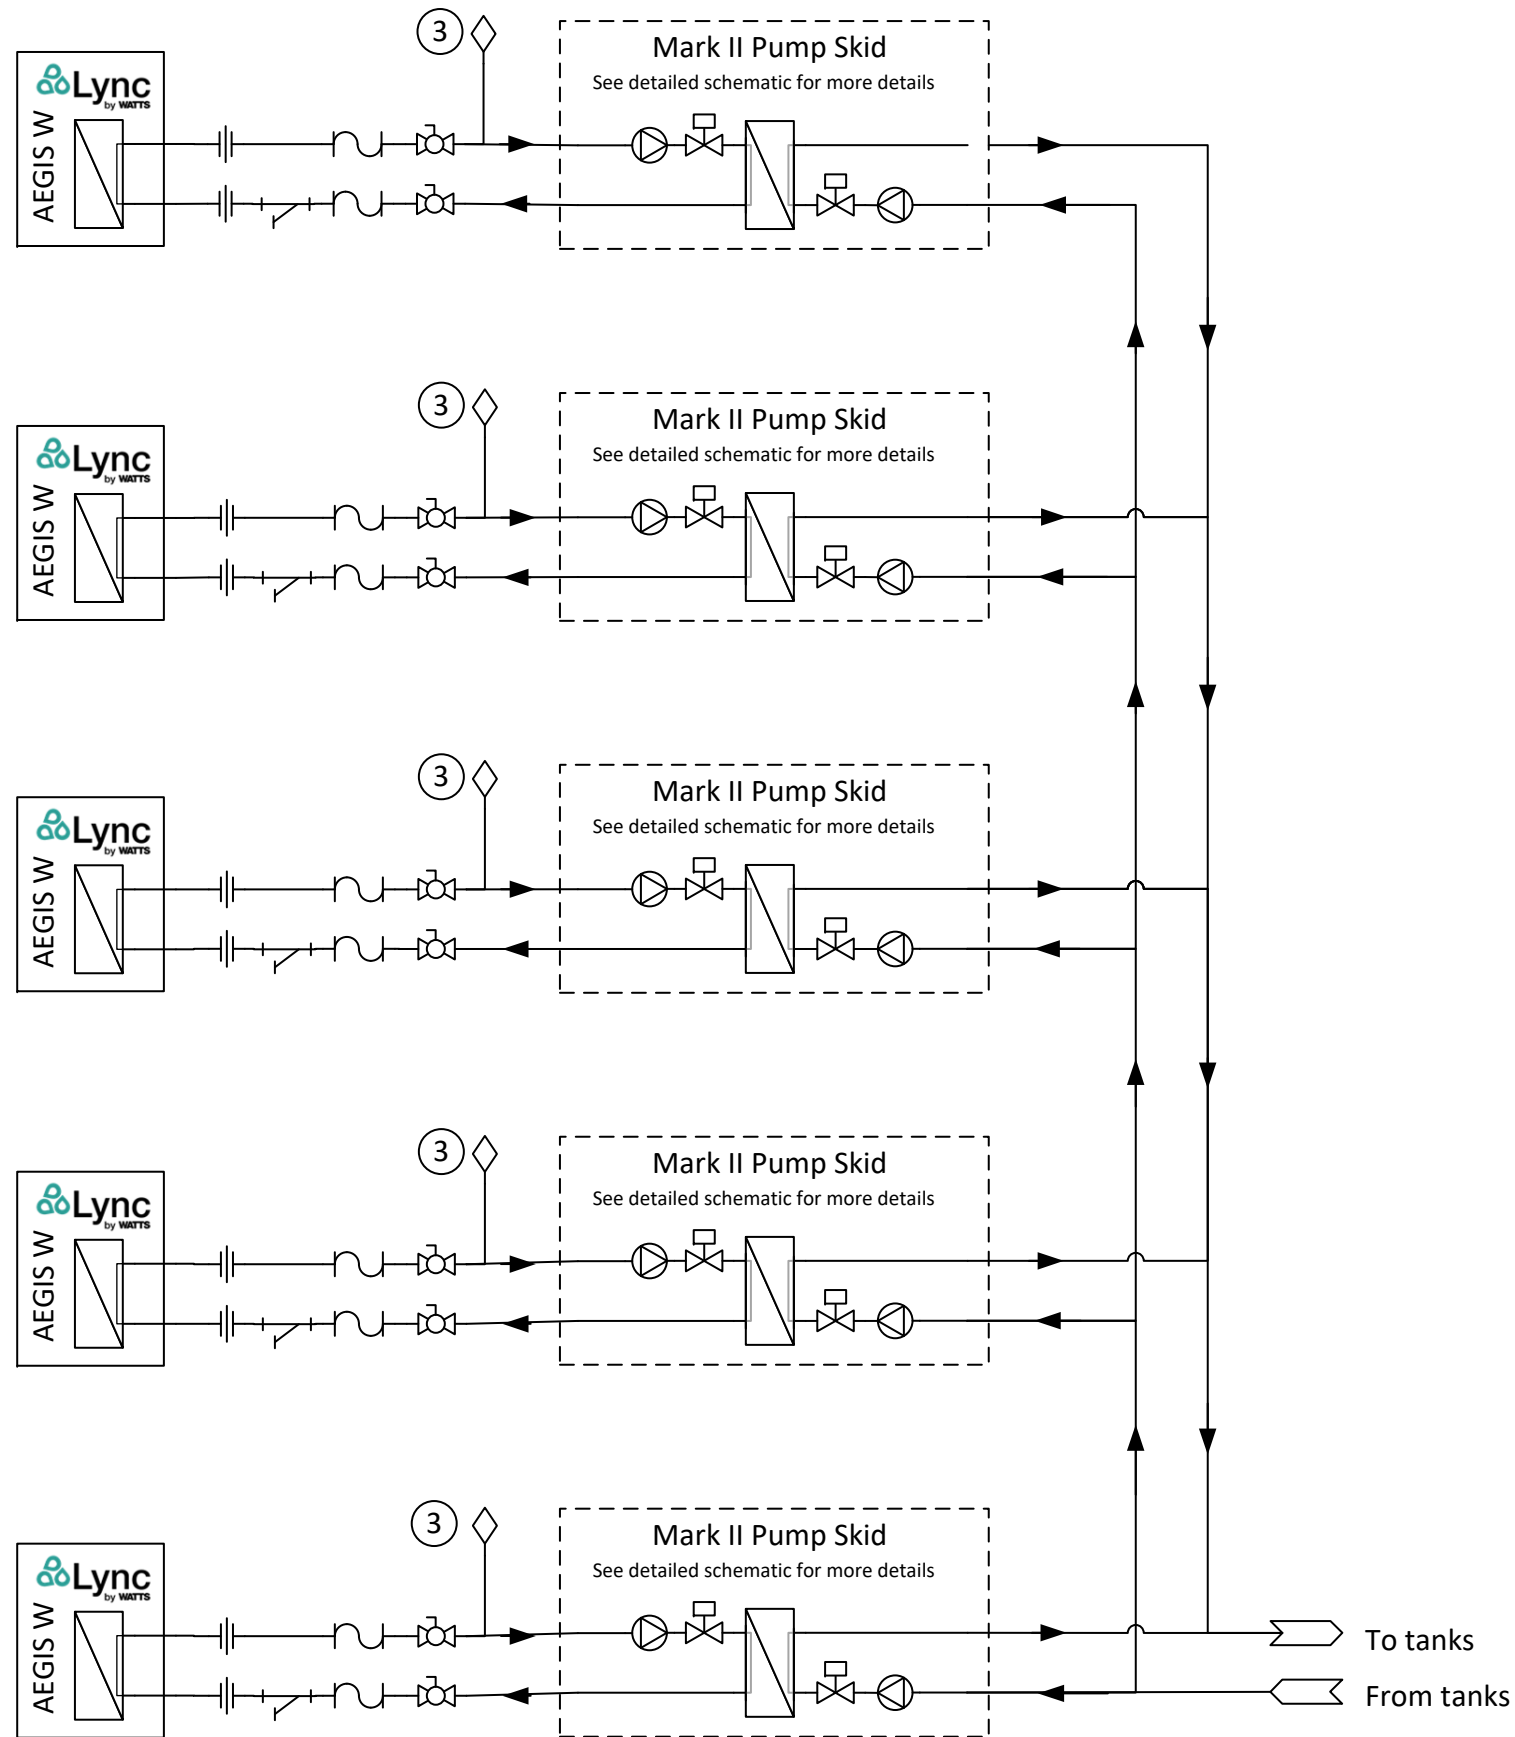 3
Mark II Pump Skid
See detailed schematic for more details
Lync
by WATTS
AEGIS W
3
Mark II Pump Skid
See detailed schematic for more details
Lync
by WATTS
AEGIS W
3
Mark II Pump Skid
See detailed schematic for more details
Lync
by WATTS
AEGIS W
3
Mark II Pump Skid
See detailed schematic for more details
Lync
by WATTS
AEGIS W
3
Mark II Pump Skid
See detailed schematic for more details
Lync
by WATTS
AEGIS W
To tanks
From tanks